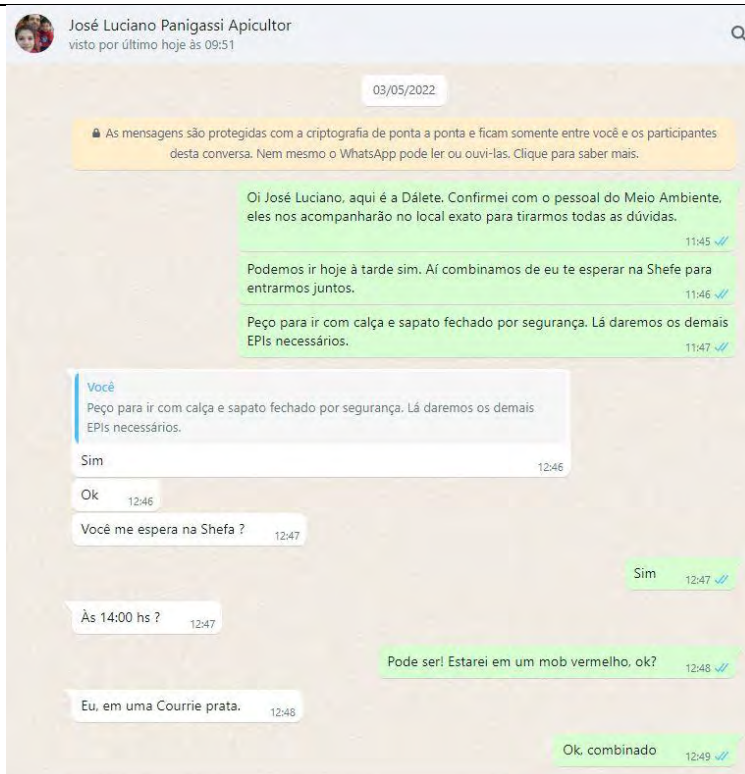 José Luciano Panigassi Apicultor
visto por último hoje às 09:51
03/05/2022
As mensagens são protegidas com a criptografia de ponta a ponta e ficam somente entre você e os participantes
desta conversa. Nem mesmo o WhatsApp pode ler ou ouvi-las. Clique para saber mais.
Oi José Luciano, aqui é a Dálete. Confirmei com o pessoal do Meio Ambiente,
eles nos acompanharão no local exato para tirarmos todas as dúvidas.
11:45
Podemos ir hoje à tarde sim. Aí combinamos de eu te esperar na Shefe para
entrarmos juntos.
11:46
Peço para ir com calça e sapato fechado por segurança. Lá daremos os demais
EPIs necessários.
11:47
Você
Peço para ir com calça e sapato fechado por segurança. Lá daremos os demais
EPIs necessários.
Sim
12:46
Ok 12:46
Você me espera na Shefa ? 12:47
Sim 12:47
Às 14:00 hs ? 12:47
Pode ser! Estarei em um mob vermelho, ok? 12:48
Eu, em uma Courrie prata. 12:48
Ok, combinado 12:49